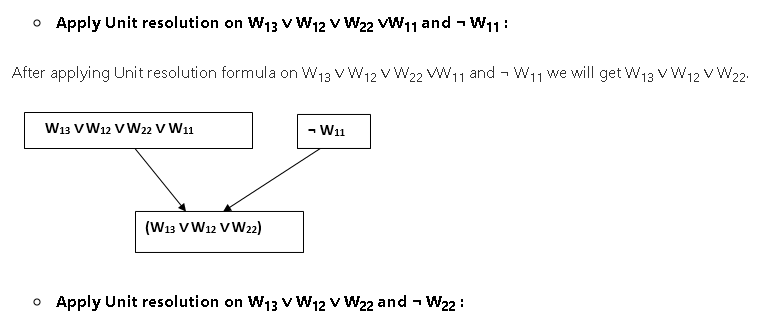 ○ Apply Unit resolution on W₁₃ ∨ W₁₂ ∨ W₂₂ ∨W₁₁ and ¬ W₁₁ :
After applying Unit resolution formula on W₁₃ ∨ W₁₂ ∨ W₂₂ ∨W₁₁ and ¬ W₁₁ we will get W₁₃ ∨ W₁₂ ∨ W₂₂.
W₁₃ ∨ W₁₂ ∨ W₂₂ ∨ W₁₁
¬ W₁₁
(W₁₃ ∨ W₁₂ ∨ W₂₂)
○ Apply Unit resolution on W₁₃ ∨ W₁₂ ∨ W₂₂ and ¬ W₂₂ :